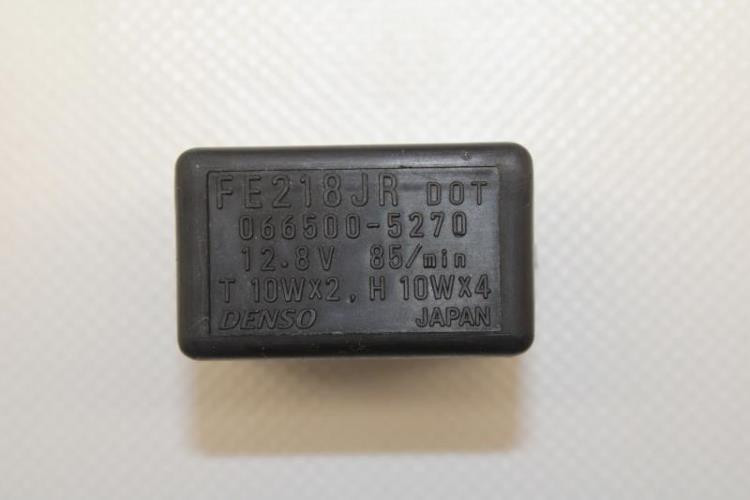 FE218JR DOT
066500-5270
12.8V 85/min
T 10W×2, H 10W×4
DENSO JAPAN